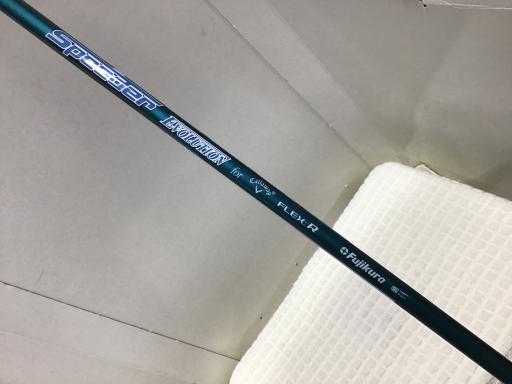 Speeder EVOLUTION for Callaway FLEX: R Fujikura